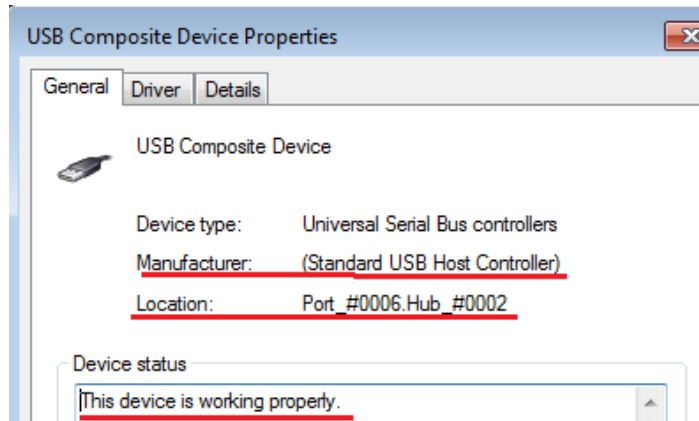 USB Composite Device Properties
General Driver Details
USB Composite Device
Device type: Universal Serial Bus controllers
Manufacturer: (Standard USB Host Controller)
Location: Port_#0006.Hub_#0002
Device status
This device is working properly.